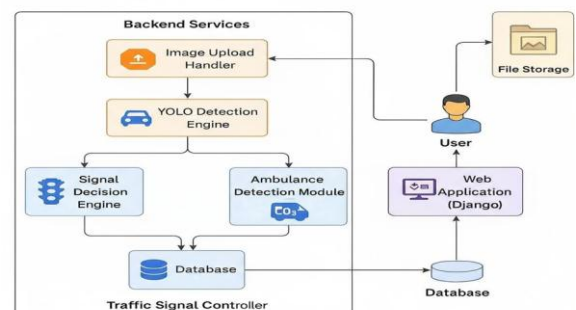 Backend Services
Image Upload
Handler
YOLO Detection
Engine
Signal
Decision
Engine
Ambulance
Detection Module
CO₃
Database
Traffic Signal Controller
File Storage
User
Web
Application
(Django)
Database